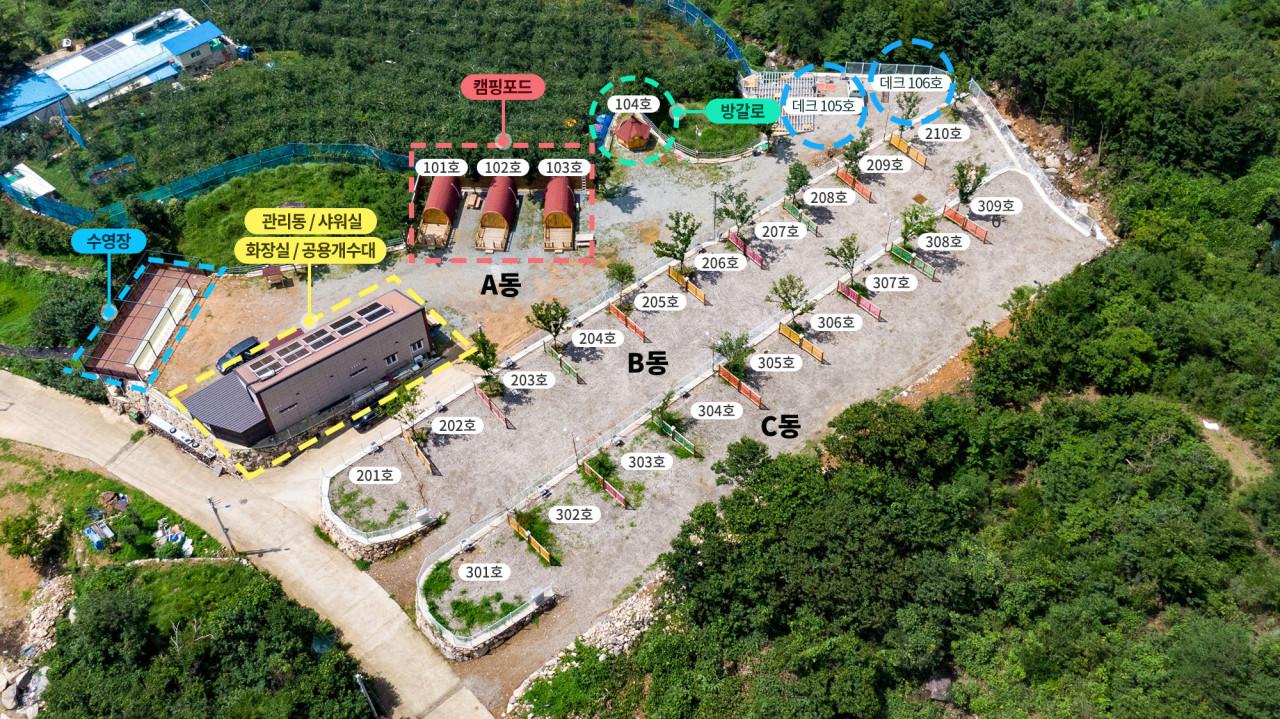 캠핑포드
104호
방갈로
데크 105호
데크 106호
101호
102호
103호
210호
209호
208호
309호
관리동 / 샤워실
화장실 / 공용개수대
수영장
207호
308호
206호
307호
A동
205호
306호
204호
B동
305호
203호
304호
202호
C동
303호
201호
302호
301호